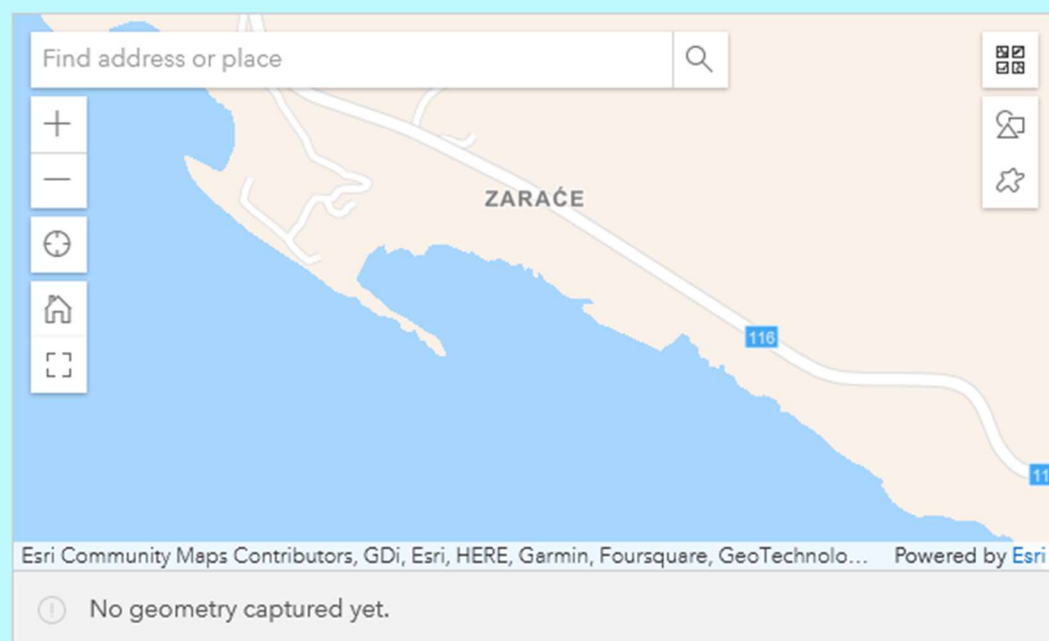 Find address or place
ZARAĆE
116
11
Esri Community Maps Contributors, GDi, Esri, HERE, Garmin, Foursquare, GeoTechnolo... Powered by Esri
No geometry captured yet.